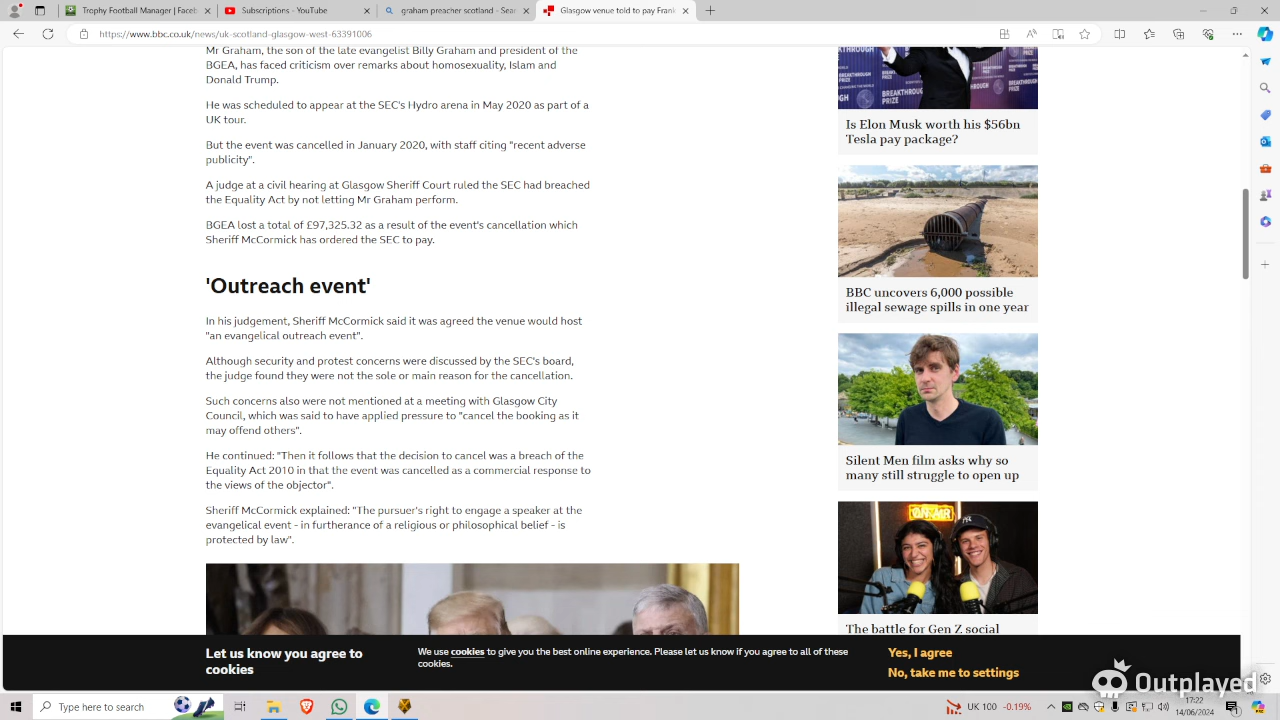 Trophy Football Manager | Faceb
Subscriptions - YouTube
graham preacher scotland - Sear
Glasgow venue told to pay Frank
https://www.bbc.co.uk/news/uk-scotland-glasgow-west-63391006
Mr Graham, the son of the late evangelist Billy Graham and president of the
BGEA, faced criticism over remarks about homosexuality, Islam and
Donald Trump.
He was scheduled to appear at the SEC's Hydro arena in May 2020 as part of a
UK tour.
But the event was cancelled in January 2020, with staff citing "recent adverse
publicity".
A judge at a civil hearing at Glasgow Sheriff Court ruled the SEC had breached
the Equality Act by not letting Mr Graham perform.
BGEA lost a total of £97,325.32 as a result of the event's cancellation which
Sheriff McCormick has ordered the SEC to pay.
'Outreach event'
In his judgement, Sheriff McCormick said it was agreed the venue would host
"an evangelical outreach event".
Although security and protest concerns were discussed by the SEC's board,
the judge found they were not the sole or main reason for the cancellation.
Such concerns also were not mentioned at a meeting with Glasgow City
Council, which was said to have applied pressure to "cancel the booking as it
may offend others".
He continued: "Then it follows that the decision to cancel was a breach of the
Equality Act 2010 in that the event was cancelled as a commercial response to
the views of the objector".
Sheriff McCormick explained: "The pursuer's right to engage a speaker at the
evangelical event - in furtherance of a religious or philosophical belief - is
protected by law".
BREAKTHROUGH
PRIZE
Is Elon Musk worth his $56bn
Tesla pay package?
BBC uncovers 6,000 possible
illegal sewage spills in one year
Silent Men film asks why so
many still struggle to open up
The battle for Gen Z social
Let us know you agree to
cookies
We use cookies to give you the best online experience. Please let us know if you agree to all of these
cookies.
Yes, I agree
No, take me to settings
Outplayed
Type here to search
UK 100 -0.19%
17:22
14/06/2024